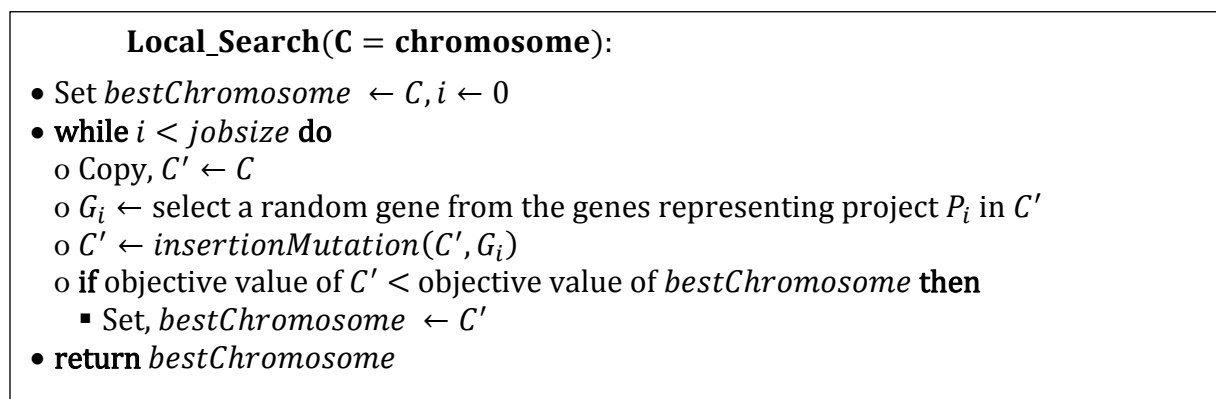 Local_Search(C = chromosome):
• Set bestChromosome ← C, i ← 0
• while i < jobsize do
o Copy, C′ ← C
o G_i ← select a random gene from the genes representing project P_i in C′
o C′ ← insertionMutation(C′, G_i)
o if objective value of C′ < objective value of bestChromosome then
▪ Set, bestChromosome ← C′
• return bestChromosome